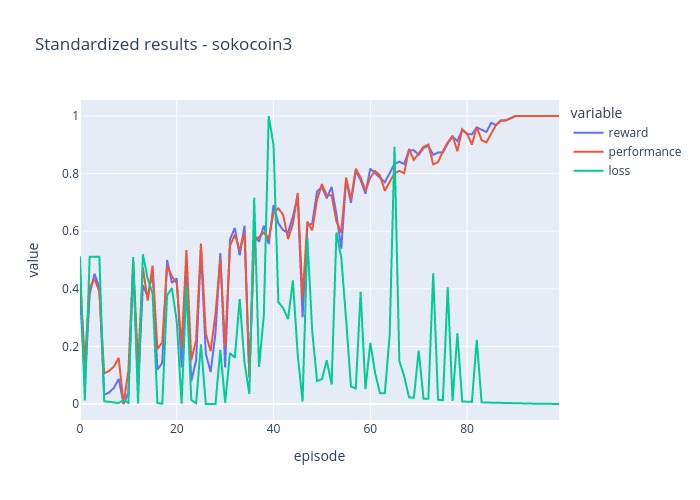 Standardized results - sokocoin3
variable
reward
performance
loss
value
1
0.8
0.6
0.4
0.2
0
0
20
40
60
80
episode